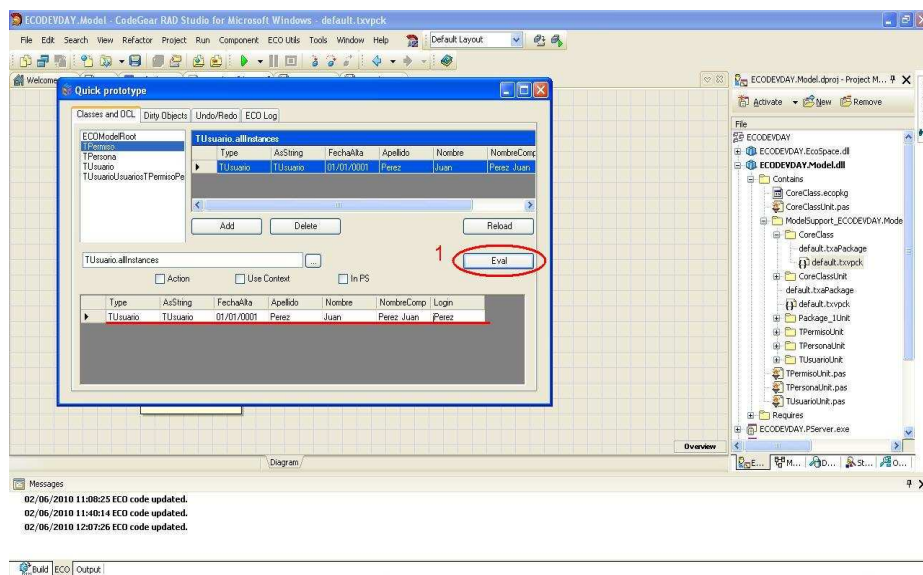 ECODEVDAY.Model - CodeGear RAD Studio for Microsoft Windows - default.txvpck
File Edit Search View Refactor Project Run Component ECO Utils Tools Window Help Default Layout
Welcome
ECODEVDAY.Model.dproj - Project M...
Activate New Remove
File
ECODEVDAY
ECODEVDAY.EcoSpace.dll
ECODEVDAY.Model.dll
Contains
CoreClass.ecopkg
CoreClassUnit.pas
ModelSupport_ECODEVDAY.Mode
CoreClass
default.txaPackage
default.txvpck
CoreClassUnit
default.txaPackage
default.txvpck
Package_1Unit
TPermisoUnit
TPersonaUnit
TUsuarioUnit
TPermisoUnit.pas
TPersonaUnit.pas
TUsuarioUnit.pas
Requires
ECODEVDAY.PServer.exe
E... M... D... St... O...
Quick prototype
Classes and OCL Dirty Objects Undo/Redo ECO Log
ECOModelRoot
TPermiso
TPersona
TUsuario
TUsuarioUsuariosTPermisoPe
TUsuario.allInstances
Type AsString FechaAlta Apellido Nombre NombreComp
TUsuario TUsuario 01/01/0001 Perez Juan Perez Juan
Add Delete Reload
TUsuario.allInstances ... 1 Eval
Action Use Context In PS
Type AsString FechaAlta Apellido Nombre NombreComp Login
TUsuario TUsuario 01/01/0001 Perez Juan Perez Juan jPerez
Overview
Diagram
Messages
02/06/2010 11:08:25 ECO code updated.
02/06/2010 11:40:14 ECO code updated.
02/06/2010 12:07:26 ECO code updated.
Build ECO Output